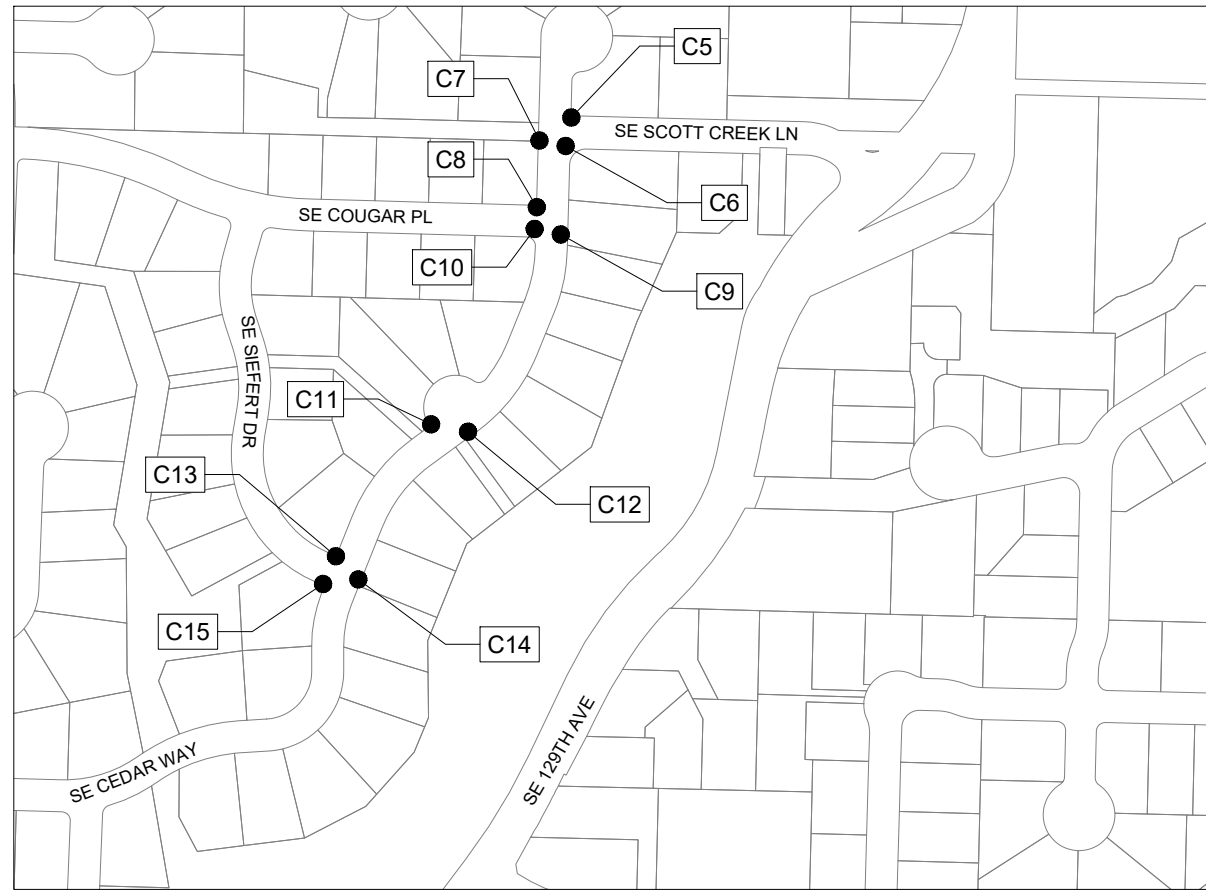 C5
C7
SE SCOTT CREEK LN
C8
C6
SE COUGAR PL
C10
C9
SE SIEFERT DR
C11
C13
C12
C15
C14
SE 129TH AVE
SE CEDAR WAY